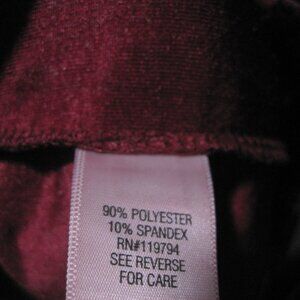 90% POLYESTER
10% SPANDEX
RN#119794
SEE REVERSE
FOR CARE